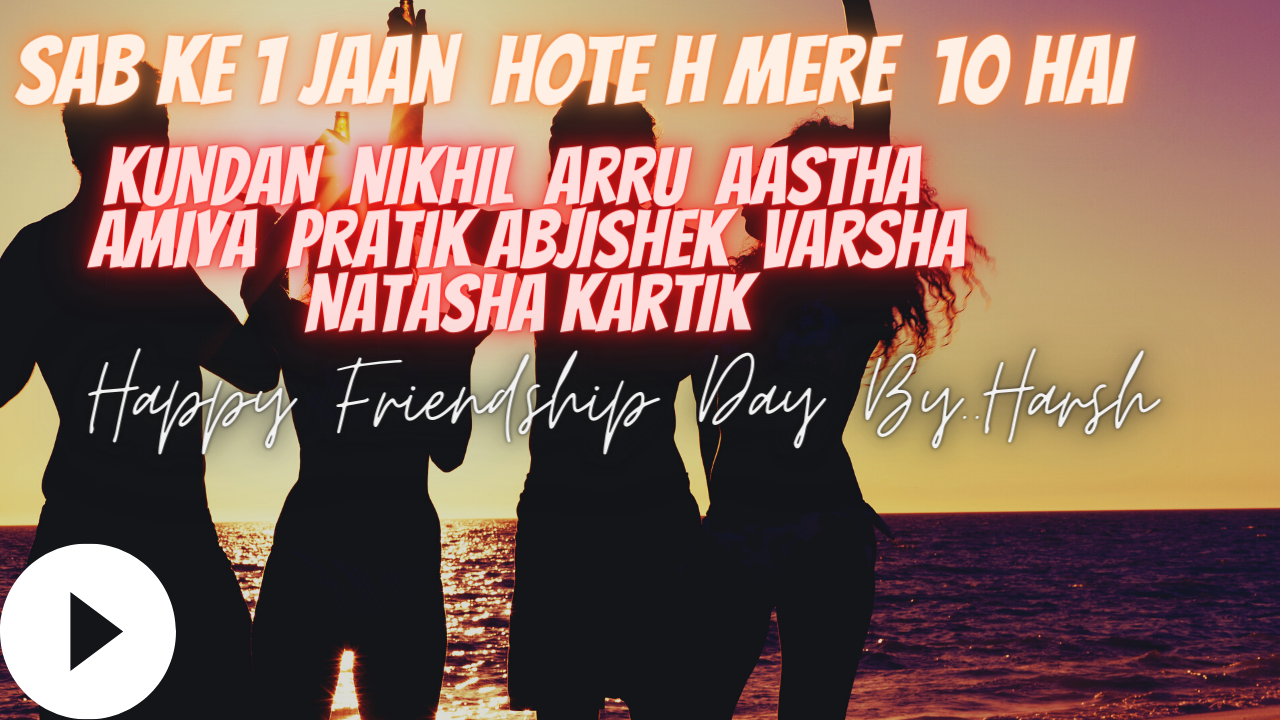 SAB KE 1 JAAN HOTE H MERE 10 HAI
KUNDAN NIKHIL ARRU AASTHA
AMIYA PRATIK ABJISHEK VARSHA
NATASHA KARTIK
Happy Friendship Day By..Harsh